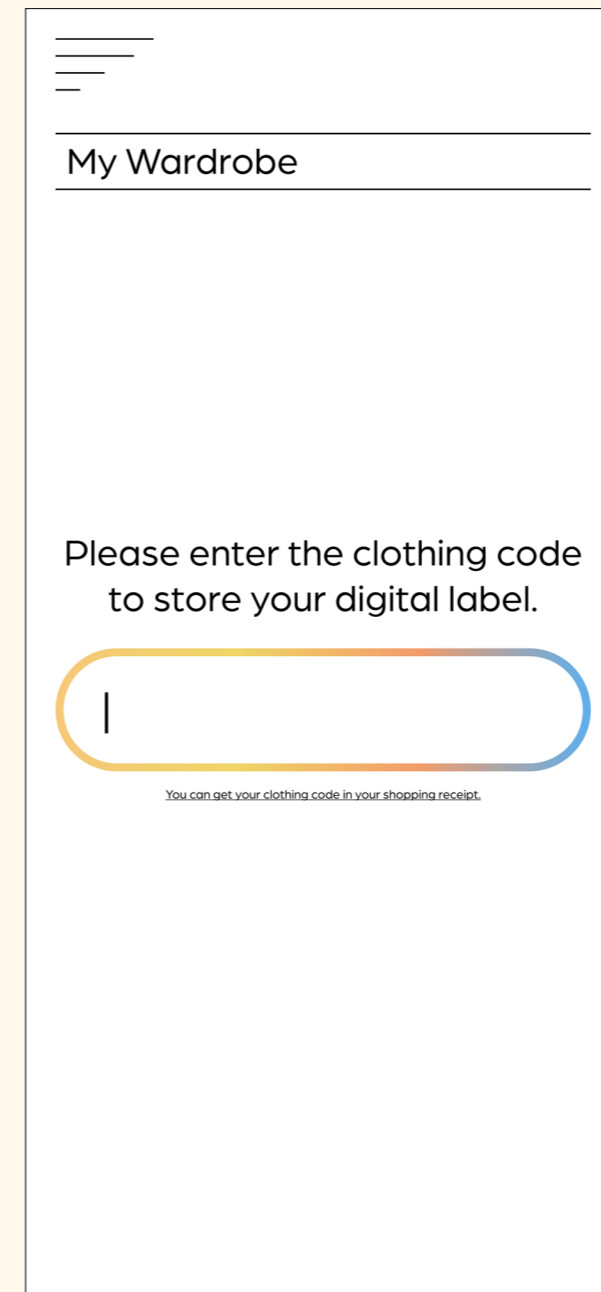 My Wardrobe
Please enter the clothing code
to store your digital label.
You can get your clothing code in your shopping receipt.